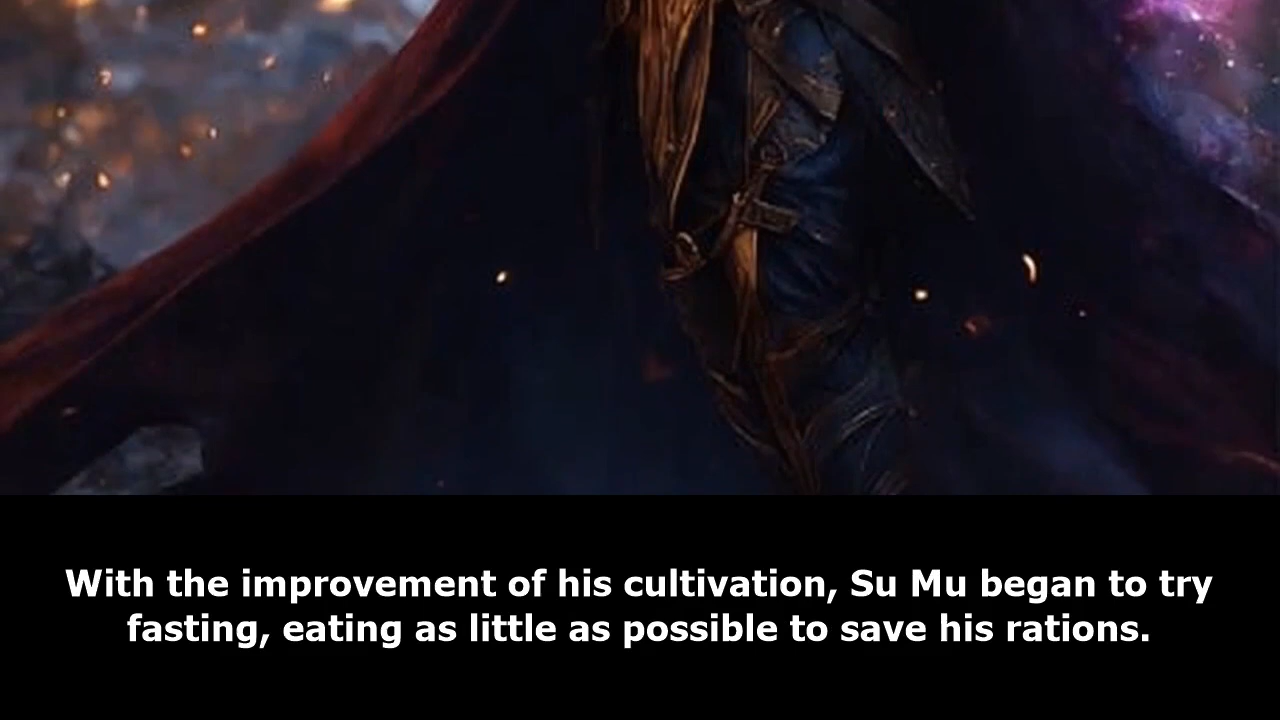 With the improvement of his cultivation, Su Mu began to try
fasting, eating as little as possible to save his rations.